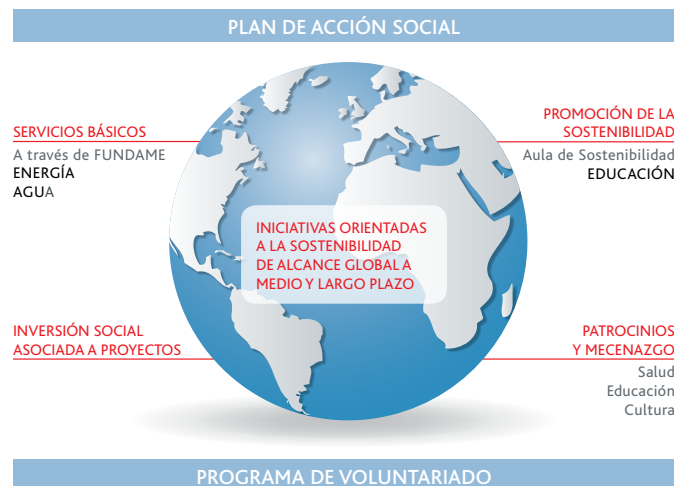 PLAN DE ACCIÓN SOCIAL
SERVICIOS BÁSICOS
A través de FUNDAME
ENERGÍA
AGUA
PROMOCIÓN DE LA
SOSTENIBILIDAD
Aula de Sostenibilidad
EDUCACIÓN
INICIATIVAS ORIENTADAS
A LA SOSTENIBILIDAD
DE ALCANCE GLOBAL A
MEDIO Y LARGO PLAZO
INVERSIÓN SOCIAL
ASOCIADA A PROYECTOS
PATROCINIOS
Y MECENAZGO
Salud
Educación
Cultura
PROGRAMA DE VOLUNTARIADO